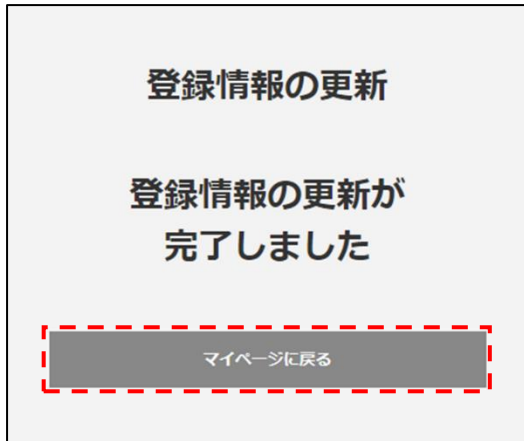 登録情報の更新
登録情報の更新が
完了しました
マイページに戻る